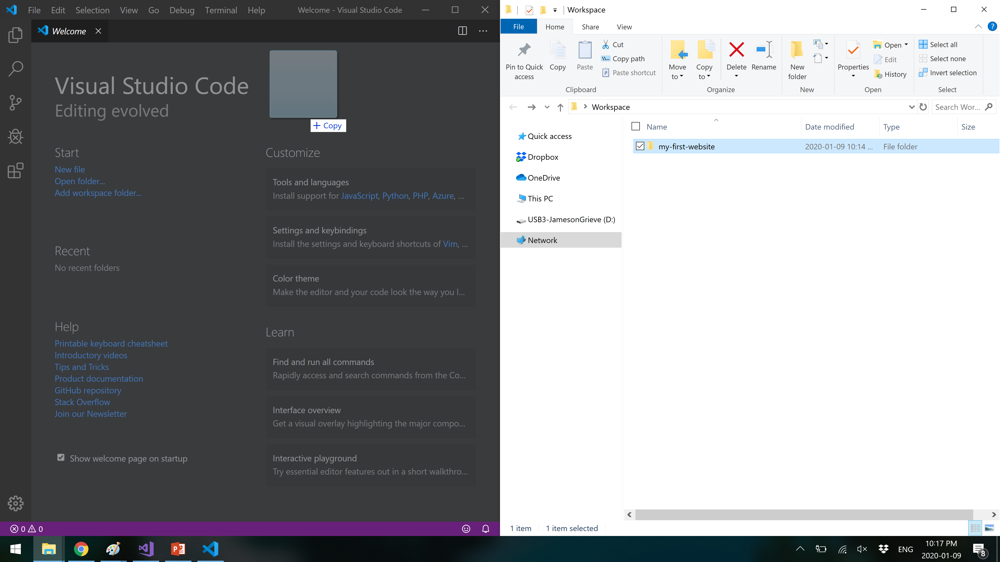 File Edit Selection View Go Debug Terminal Help Welcome - Visual Studio Code
Welcome
Visual Studio Code
Editing evolved
Copy
Start
New file
Open folder...
Add workspace folder...
Recent
No recent folders
Help
Printable keyboard cheatsheet
Introductory videos
Tips and Tricks
Product documentation
GitHub repository
Stack Overflow
Join our Newsletter
Show welcome page on startup
Customize
Tools and languages
Install support for JavaScript, Python, PHP, Azure, ...
Settings and keybindings
Install the settings and keyboard shortcuts of Vim, ...
Color theme
Make the editor and your code look the way you l...
Learn
Find and run all commands
Rapidly access and search commands from the Co...
Interface overview
Get a visual overlay highlighting the major compo...
Interactive playground
Try essential editor features out in a short walkthro...
0 0
Workspace
File Home Share View
?
Pin to Quick access
Copy
Paste
Cut
Copy path
Paste shortcut
Clipboard
Move to
Copy to
Delete
Rename
Organize
New folder
New
Properties
Open
Edit
History
Open
Select all
Select none
Invert selection
Select
Workspace
Search Wor...
Quick access
Dropbox
OneDrive
This PC
USB3-JamesonGrieve (D:)
Network
Name Date modified Type Size
my-first-website 2020-01-09 10:14 ... File folder
1 item 1 item selected
ENG
10:17 PM
2020-01-09
8